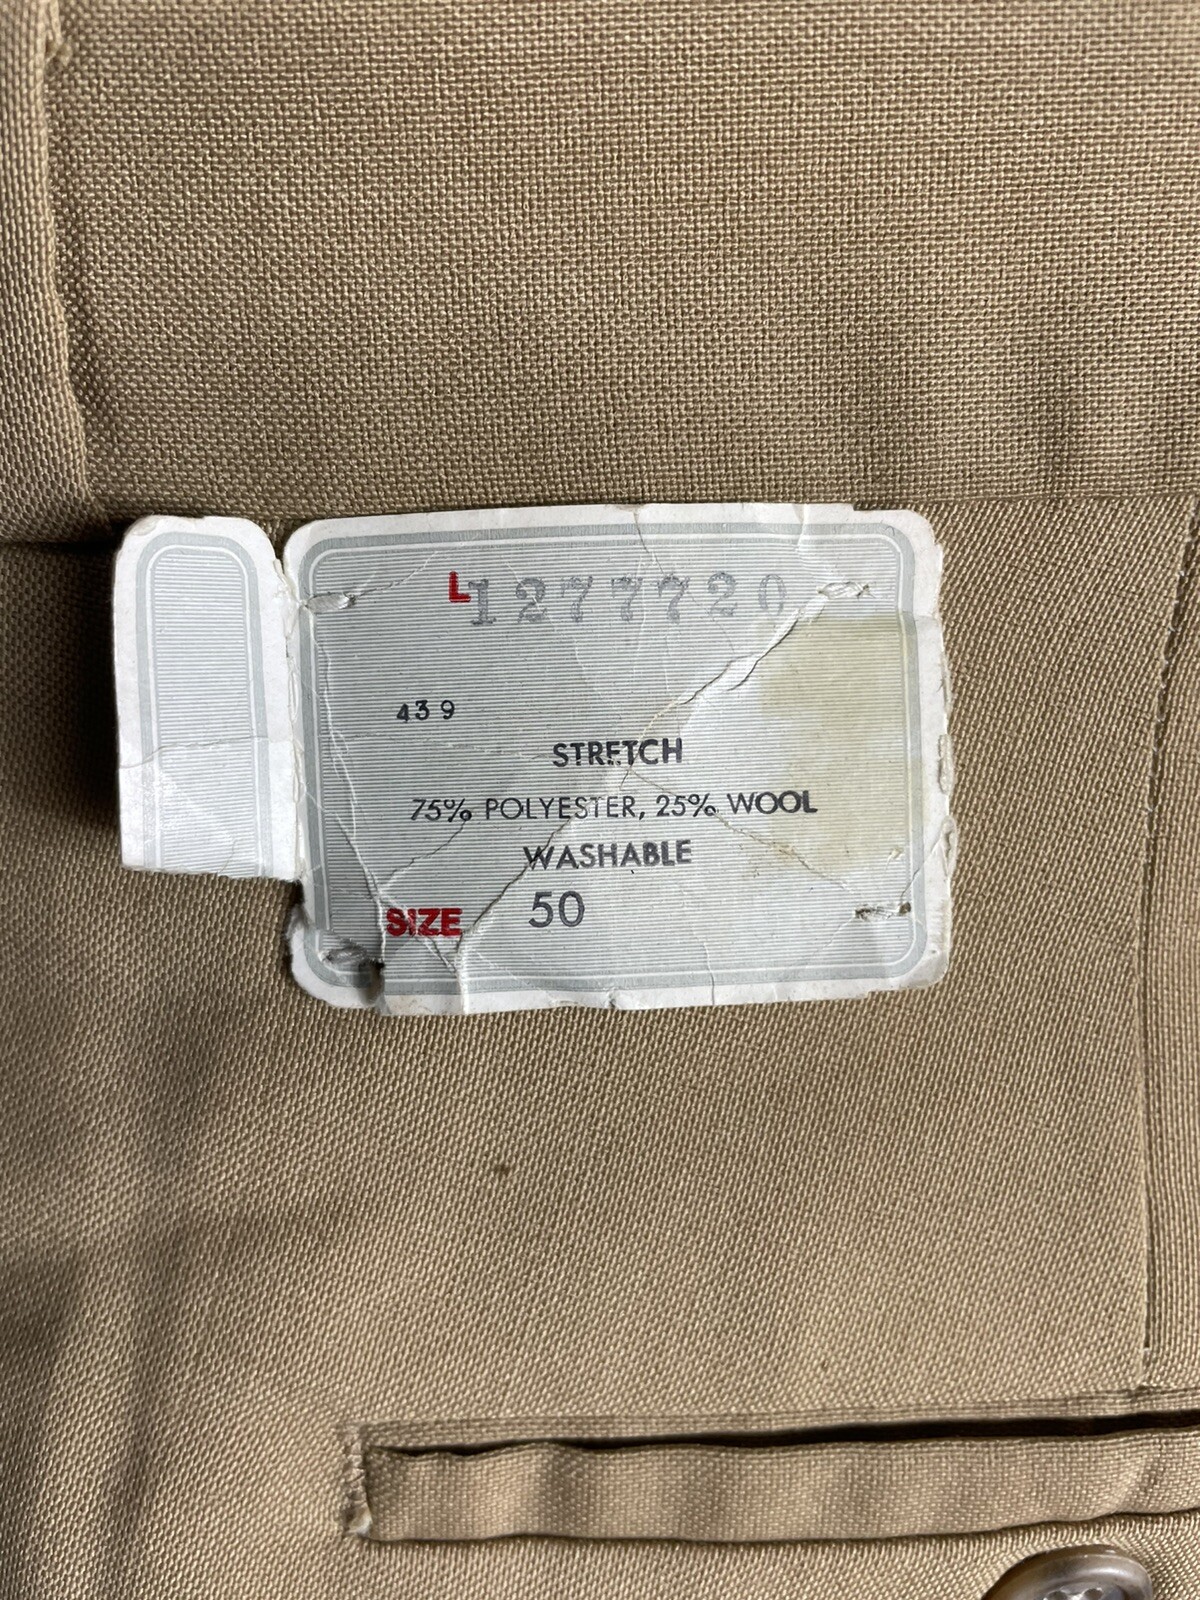 L1277720
439
STRETCH
75% POLYESTER, 25% WOOL
WASHABLE
SIZE 50